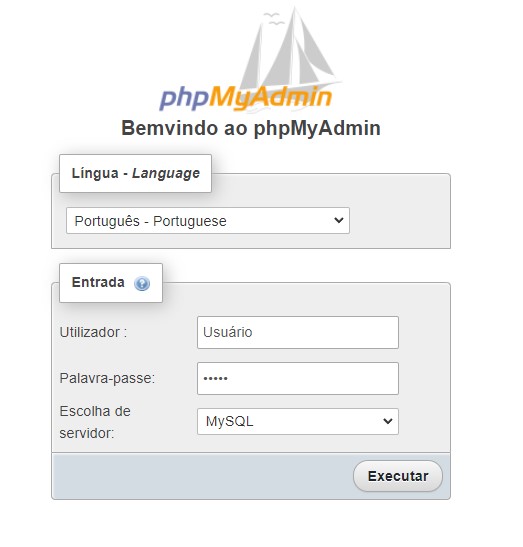 phpMyAdmin
Bemvindo ao phpMyAdmin
Língua - Language
Português - Portuguese
Entrada
Utilizador :
Usuário
Palavra-passe:
•••••
Escolha de
servidor:
MySQL
Executar